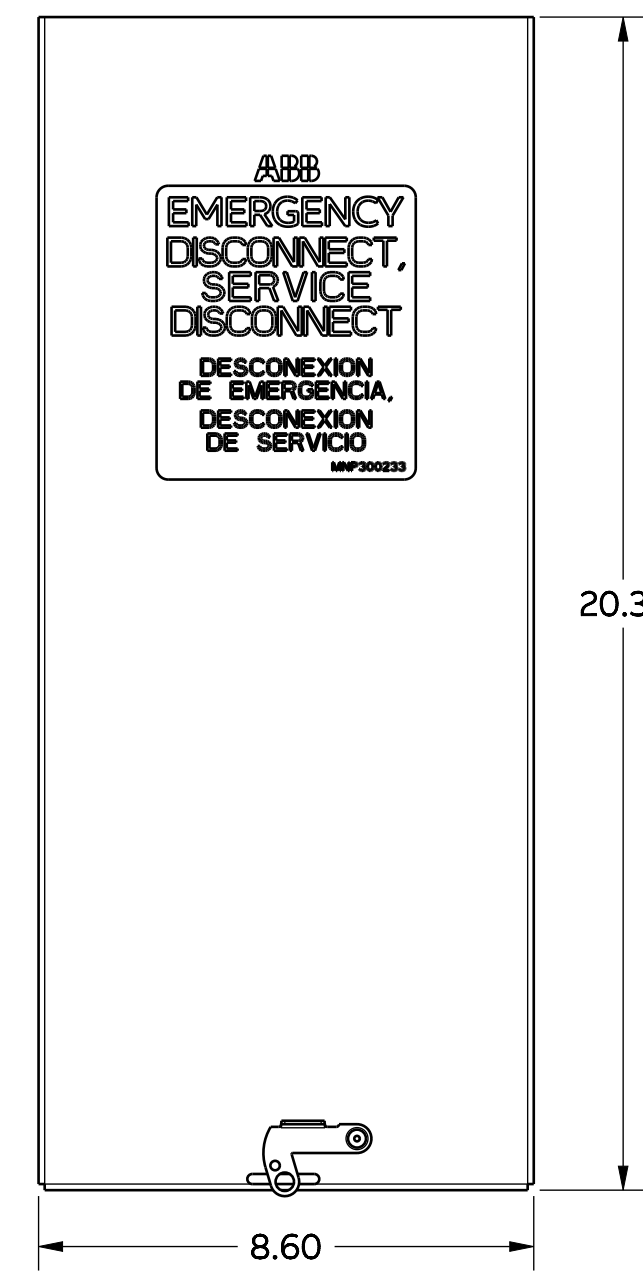 ABB
EMERGENCY
DISCONNECT,
SERVICE
DISCONNECT
DESCONEXION
DE EMERGENCIA,
DESCONEXION
DE SERVICIO
MNP300233
20.3
8.60